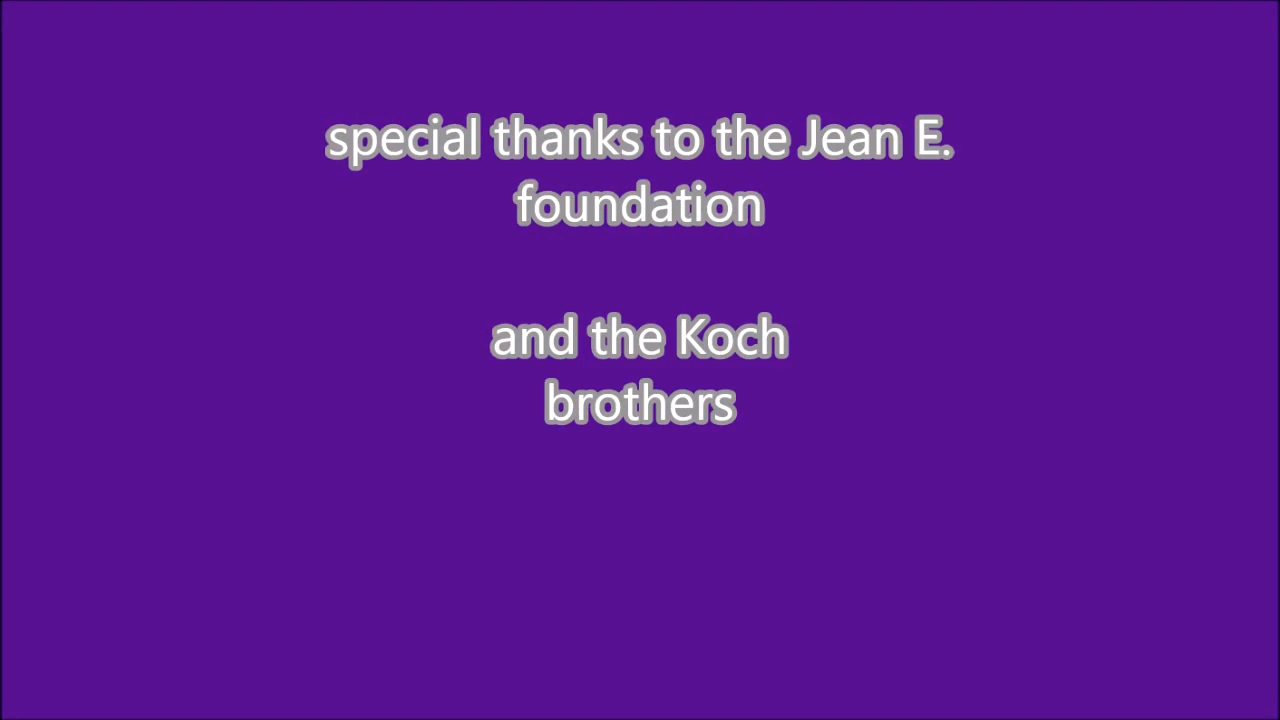 special thanks to the Jean E.
foundation
and the Koch
brothers